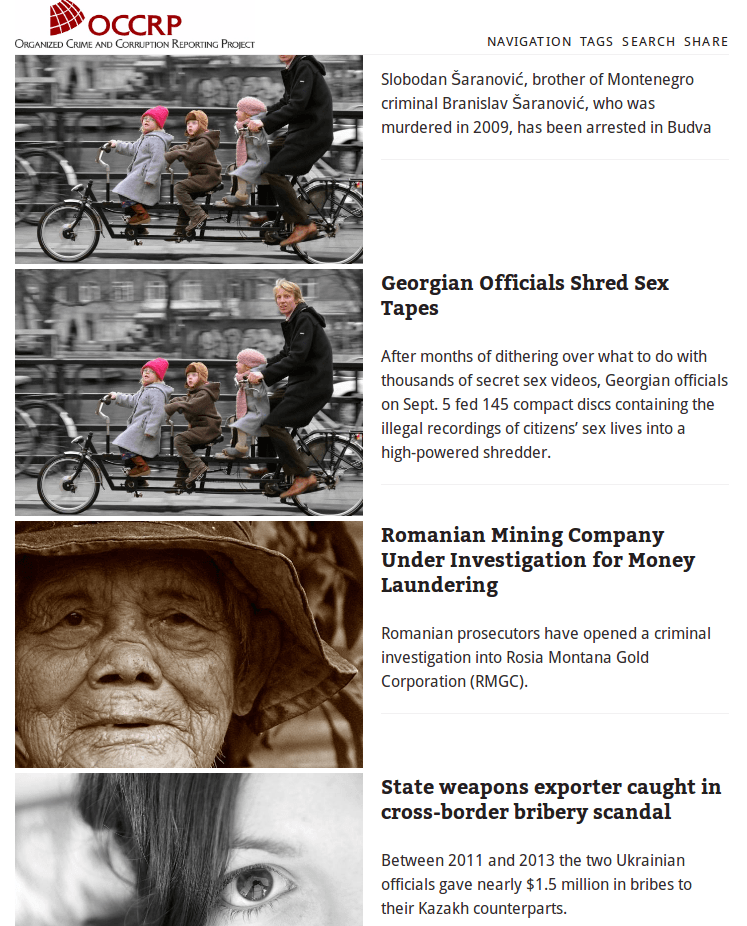 OCCRP
ORGANIZED CRIME AND CORRUPTION REPORTING PROJECT
NAVIGATION TAGS SEARCH SHARE
Slobodan Šaranović, brother of Montenegro
criminal Branislav Šaranović, who was
murdered in 2009, has been arrested in Budva
Georgian Officials Shred Sex
Tapes
After months of dithering over what to do with
thousands of secret sex videos, Georgian officials
on Sept. 5 fed 145 compact discs containing the
illegal recordings of citizens’ sex lives into a
high-powered shredder.
Romanian Mining Company
Under Investigation for Money
Laundering
Romanian prosecutors have opened a criminal
investigation into Rosia Montana Gold
Corporation (RMGC).
State weapons exporter caught in
cross-border bribery scandal
Between 2011 and 2013 the two Ukrainian
officials gave nearly $1.5 million in bribes to
their Kazakh counterparts.